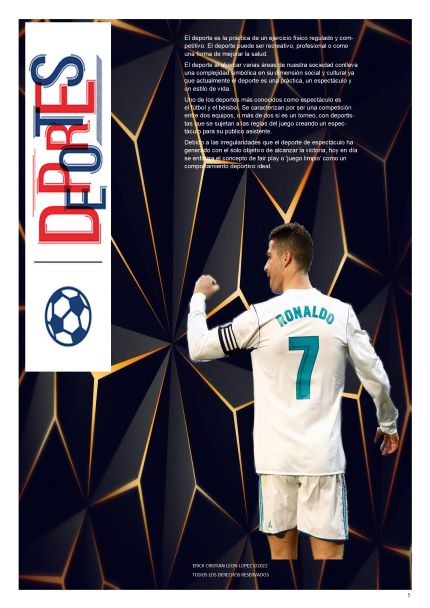 DEPORTES
El deporte es la práctica de un ejercicio físico regulado y com-
petitivo. El deporte puede ser recreativo, profesional o como
una forma de mejorar la salud.
El deporte al abarcar varias áreas de nuestra sociedad conlleva
una complejidad simbólica en su dimensión social y cultural ya
que actualmente el deporte es una práctica, un espectáculo y
un estilo de vida.
Uno de los deportes más conocidos como espectáculo es
el fútbol y el béisbol. Se caracterizan por ser una competición
entre dos equipos, o más de dos si es un torneo, con deportis-
tas que se sujetan a las reglas del juego creando un espec-
táculo para su público asistente.
Debido a las irregularidades que el deporte de espectáculo ha
generado con el solo objetivo de alcanzar la victoria, hoy en día
se enfatiza el concepto de fair play o 'juego limpio' como un
comportamiento deportivo ideal.
RONALDO
7
ERICK CRISTIAN LEON LOPEZ ©2022
TODOS LOS DERECHOS RESERVADOS
5